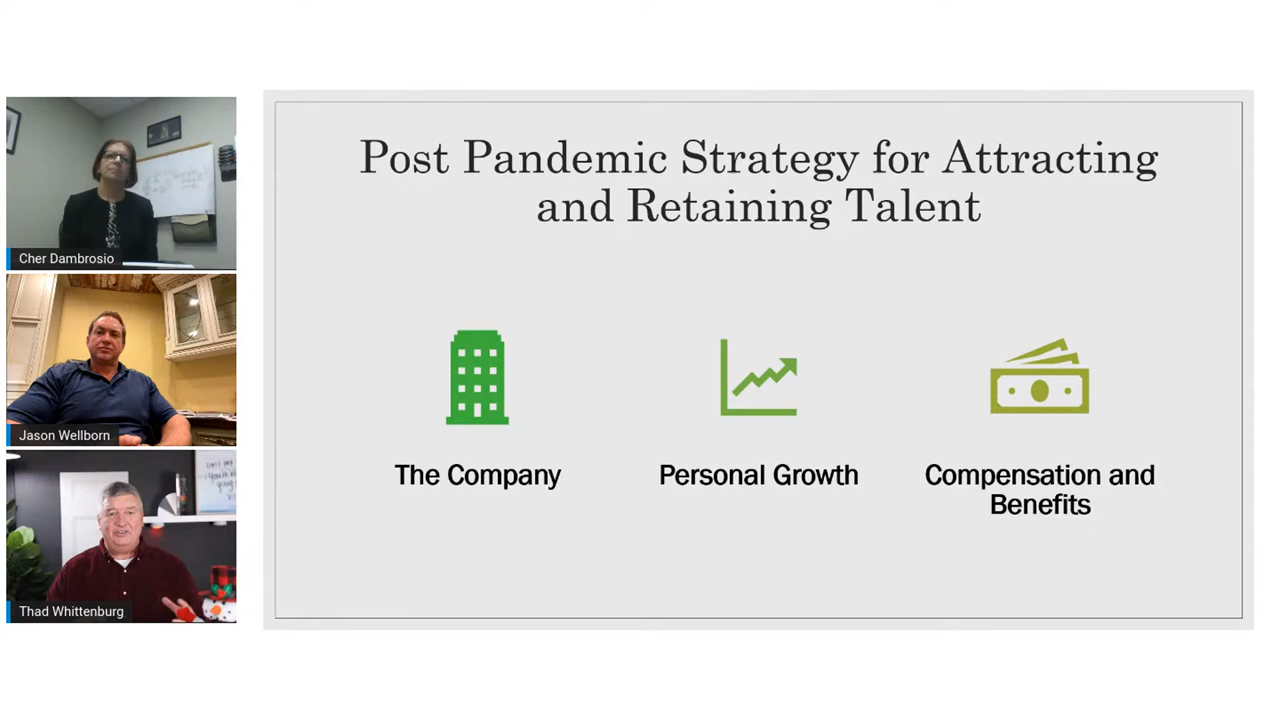 Cher Dambrosio
Jason Wellborn
Thad Whittenburg
Post Pandemic Strategy for Attracting
and Retaining Talent
The Company
Personal Growth
Compensation and
Benefits